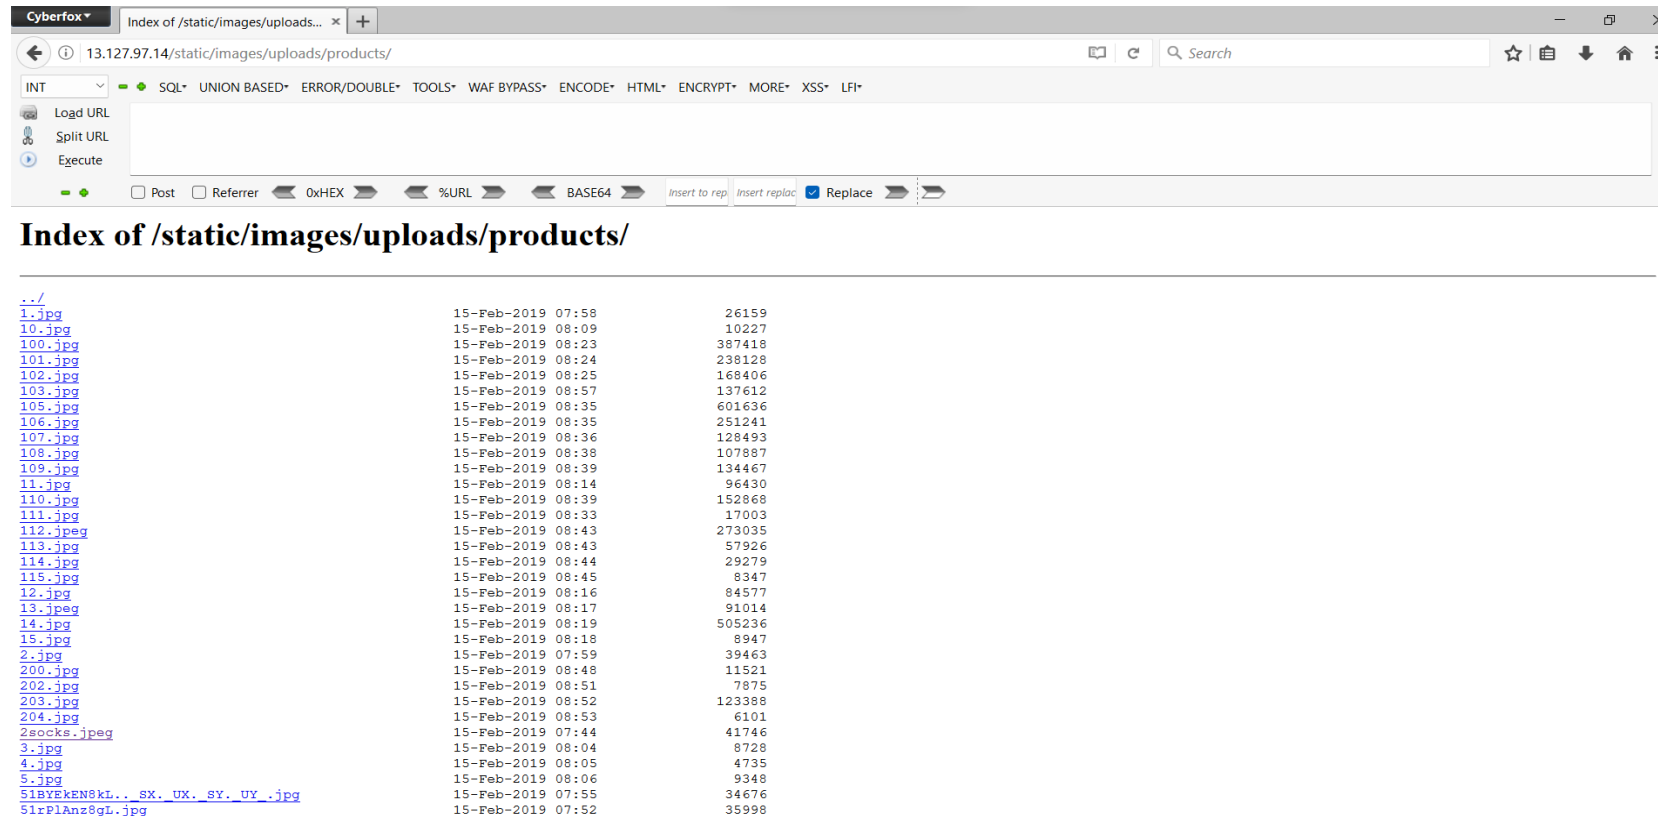 Cyberfox
Index of /static/images/uploads... ×
13.127.97.14/static/images/uploads/products/
Search
INT SQL UNION BASED ERROR/DOUBLE TOOLS WAF BYPASS ENCODE HTML ENCRYPT MORE XSS LFI
Load URL
Split URL
Execute
Post Referrer 0xHEX %URL BASE64 Insert to rep Insert replac Replace
Index of /static/images/uploads/products/
../
1.jpg 15-Feb-2019 07:58 26159
10.jpg 15-Feb-2019 08:09 10227
100.jpg 15-Feb-2019 08:23 387418
101.jpg 15-Feb-2019 08:24 238128
102.jpg 15-Feb-2019 08:25 168406
103.jpg 15-Feb-2019 08:57 137612
105.jpg 15-Feb-2019 08:35 601636
106.jpg 15-Feb-2019 08:35 251241
107.jpg 15-Feb-2019 08:36 128493
108.jpg 15-Feb-2019 08:38 107887
109.jpg 15-Feb-2019 08:39 134467
11.jpg 15-Feb-2019 08:14 96430
110.jpg 15-Feb-2019 08:39 152868
111.jpg 15-Feb-2019 08:33 17003
112.jpeg 15-Feb-2019 08:43 273035
113.jpg 15-Feb-2019 08:43 57926
114.jpg 15-Feb-2019 08:44 29279
115.jpg 15-Feb-2019 08:45 8347
12.jpg 15-Feb-2019 08:16 84577
13.jpeg 15-Feb-2019 08:17 91014
14.jpg 15-Feb-2019 08:19 505236
15.jpg 15-Feb-2019 08:18 8947
2.jpg 15-Feb-2019 07:59 39463
200.jpg 15-Feb-2019 08:48 11521
202.jpg 15-Feb-2019 08:51 7875
203.jpg 15-Feb-2019 08:52 123388
204.jpg 15-Feb-2019 08:53 6101
2socks.jpeg 15-Feb-2019 07:44 41746
3.jpg 15-Feb-2019 08:04 8728
4.jpg 15-Feb-2019 08:05 4735
5.jpg 15-Feb-2019 08:06 9348
51BYEkEN8kL.._SX._UX._SY._UY_.jpg 15-Feb-2019 07:55 34676
51rPlAnz8gL.jpg 15-Feb-2019 07:52 35998